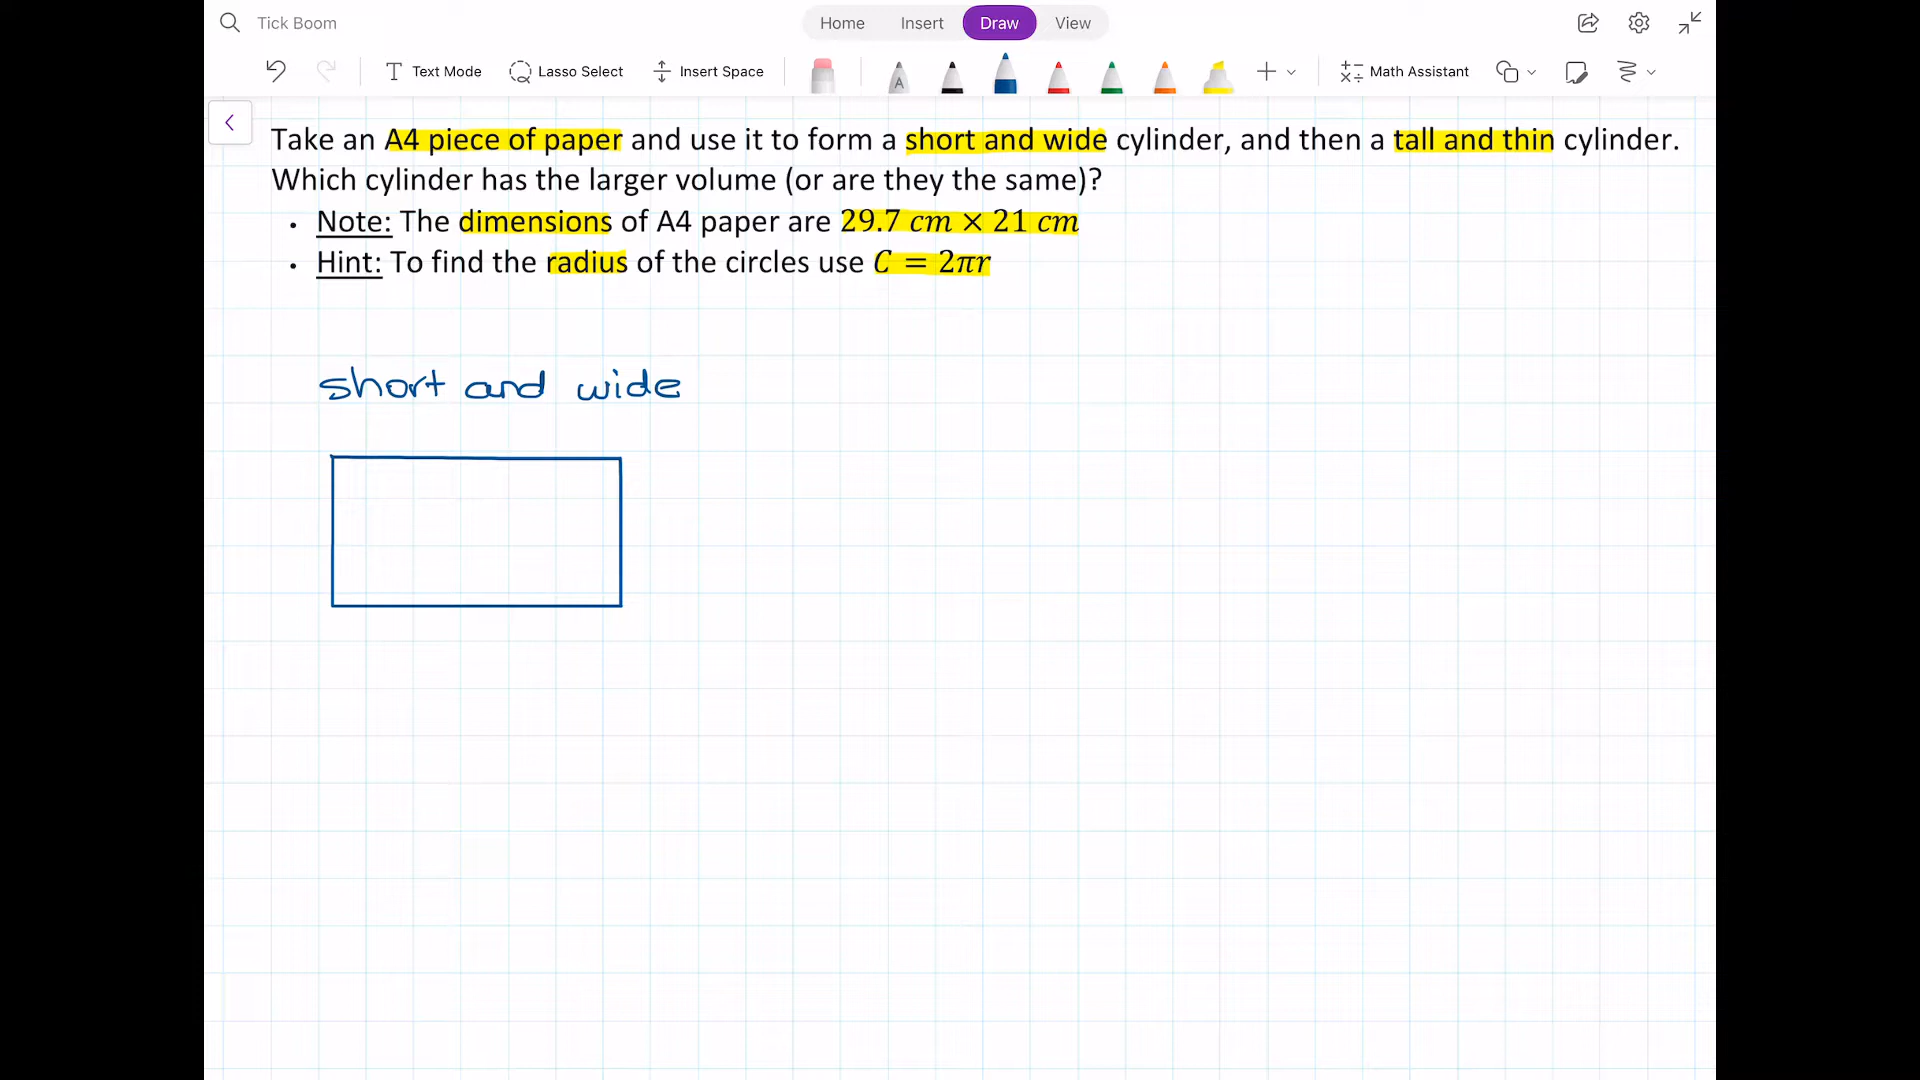 Tick Boom
Home Insert Draw View
Text Mode Lasso Select Insert Space A Math Assistant
Take an A4 piece of paper and use it to form a short and wide cylinder, and then a tall and thin cylinder.
Which cylinder has the larger volume (or are they the same)?
• Note: The dimensions of A4 paper are 29.7 cm × 21 cm
• Hint: To find the radius of the circles use C = 2πr
short and wide